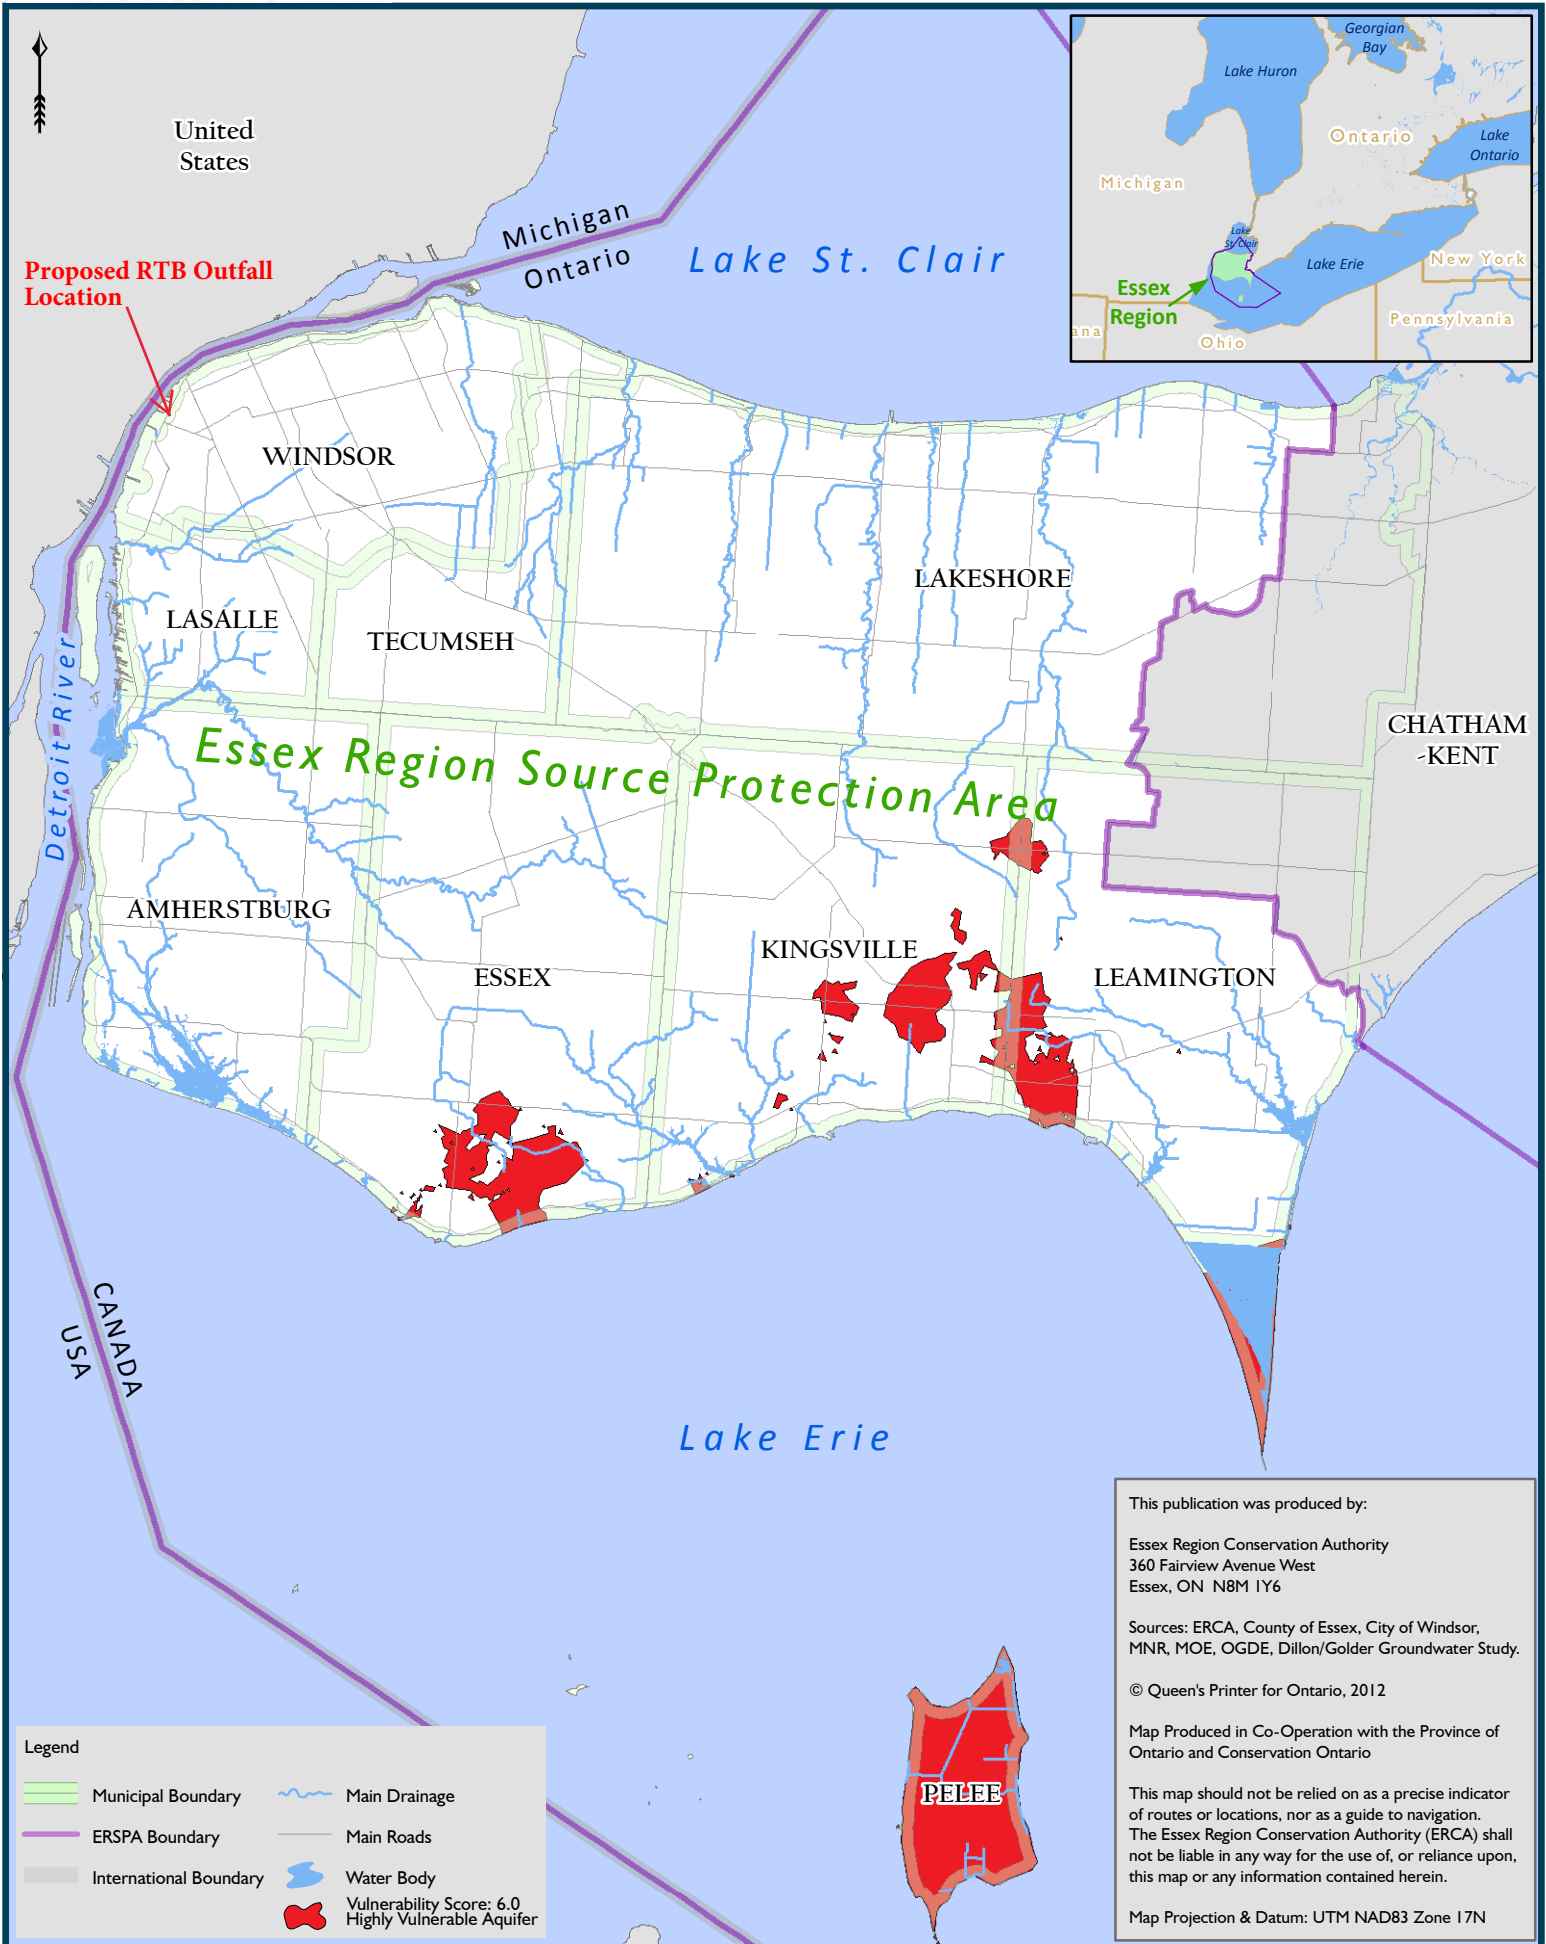 United
States
Proposed RTB Outfall
Location
Michigan
Ontario
Lake St. Clair
Georgian
Bay
Lake Huron
Ontario
Lake
Ontario
Michigan
Lake
St. Clair
Lake Erie
New York
Essex
Region
Pennsylvania
ana
Ohio
WINDSOR
LAKESHORE
LASALLE
TECUMSEH
Detroit River
CHATHAM
-KENT
Essex Region Source Protection Area
AMHERSTBURG
KINGSVILLE
ESSEX
LEAMINGTON
CANADA
USA
Lake Erie
PELEE
This publication was produced by:
Essex Region Conservation Authority
360 Fairview Avenue West
Essex, ON N8M 1Y6
Sources: ERCA, County of Essex, City of Windsor,
MNR, MOE, OGDE, Dillon/Golder Groundwater Study.
© Queen's Printer for Ontario, 2012
Map Produced in Co-Operation with the Province of
Ontario and Conservation Ontario
This map should not be relied on as a precise indicator
of routes or locations, nor as a guide to navigation.
The Essex Region Conservation Authority (ERCA) shall
not be liable in any way for the use of, or reliance upon,
this map or any information contained herein.
Map Projection & Datum: UTM NAD83 Zone 17N
Legend
Municipal Boundary
ERSPA Boundary
International Boundary
Main Drainage
Main Roads
Water Body
Vulnerability Score: 6.0
Highly Vulnerable Aquifer